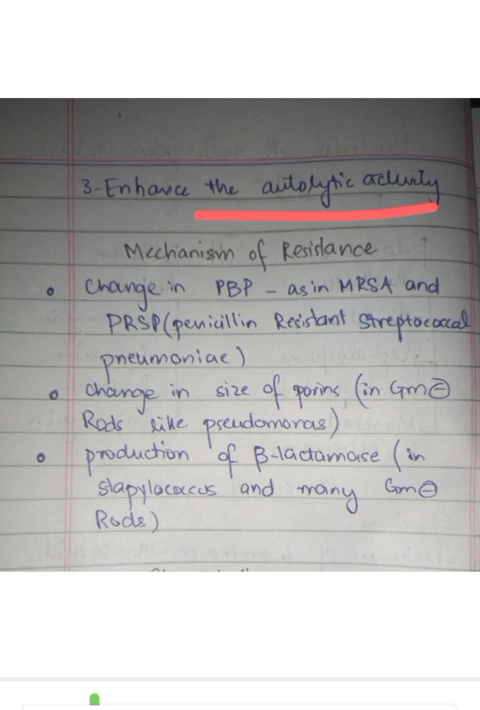 3-Enhance the autolytic activity
Mechanism of Resistance
• Change in PBP - as in MRSA and
PRSP (penicillin Resistant Streptococcal
pneumoniae)
• change in size of porins (in Gm⊖
Rods like pseudomonas)
• production of β-lactamase (in
stapylococcus and many Gm⊖
Rods)